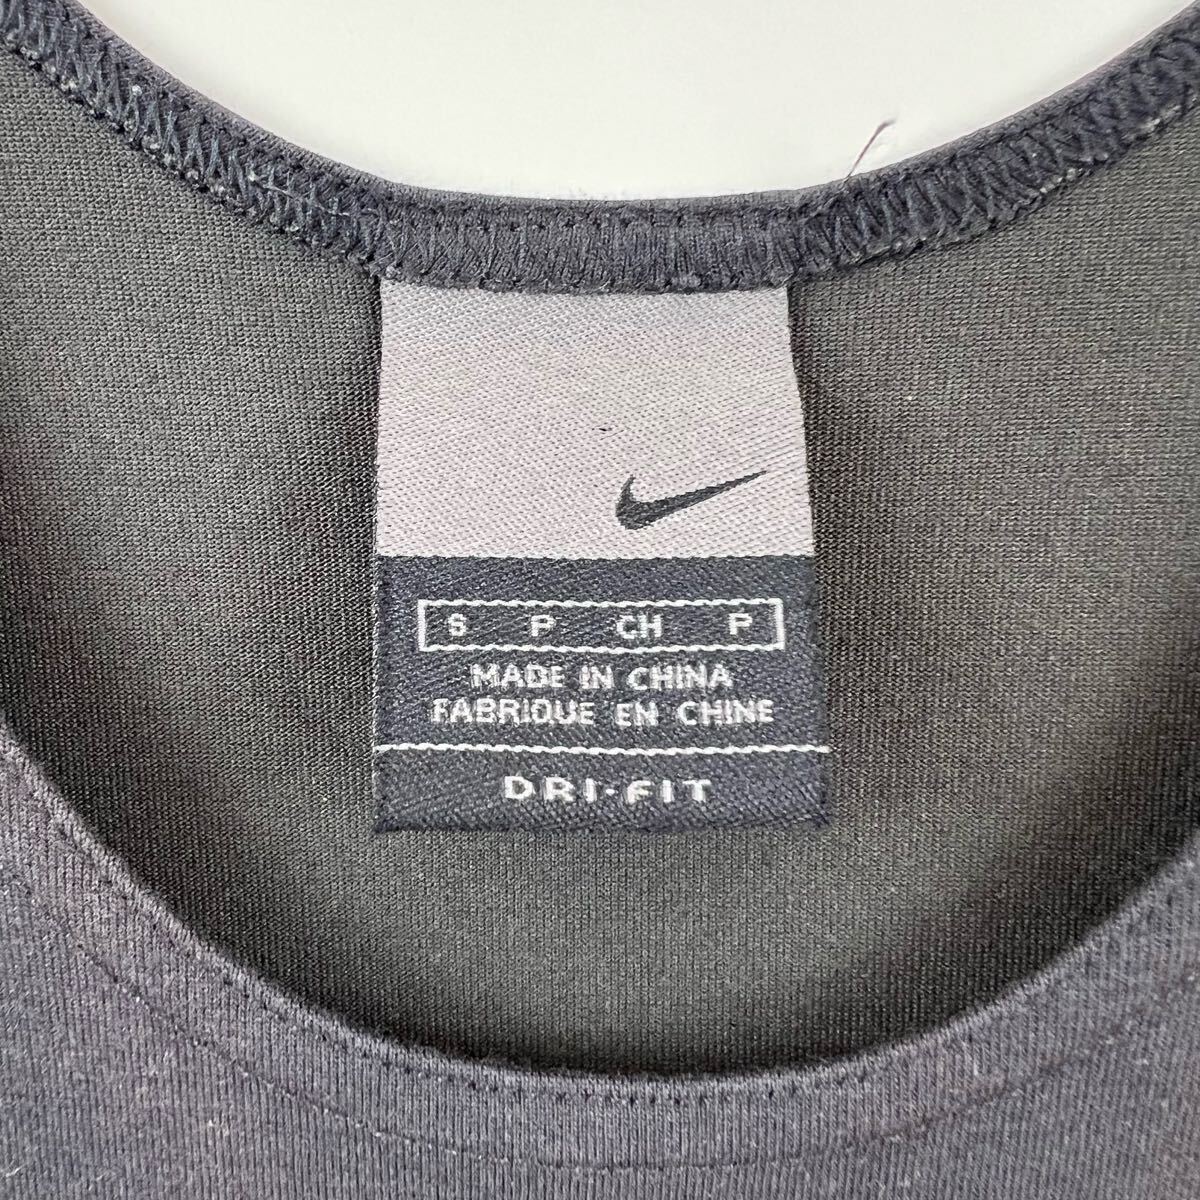 S P CH P
MADE IN CHINA
FABRIQUE EN CHINE
DRI-FIT